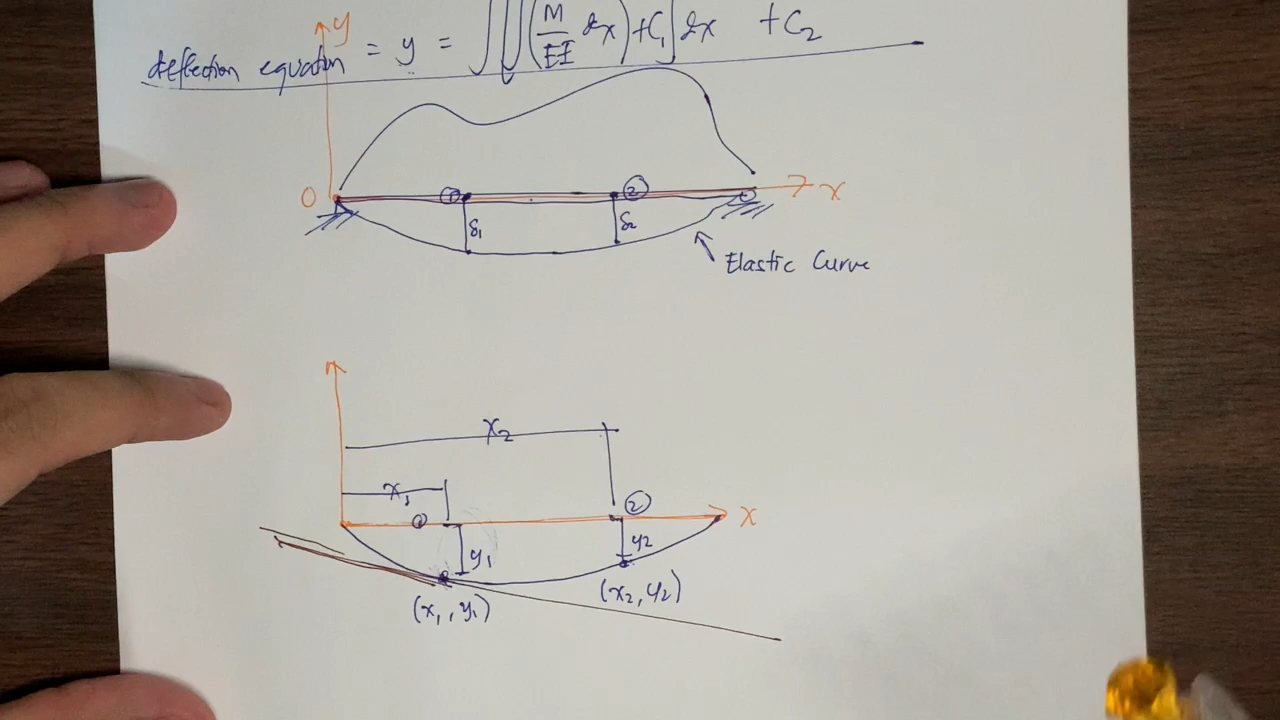 y
deflection equation = y = ∫[∫(M/EI dx)+C₁]dx +C₂
0 ① ② x
δ₁ δ₂
Elastic Curve
x₂
x₁
① ② x
y₁ y₂
(x₁, y₁) (x₂, y₂)